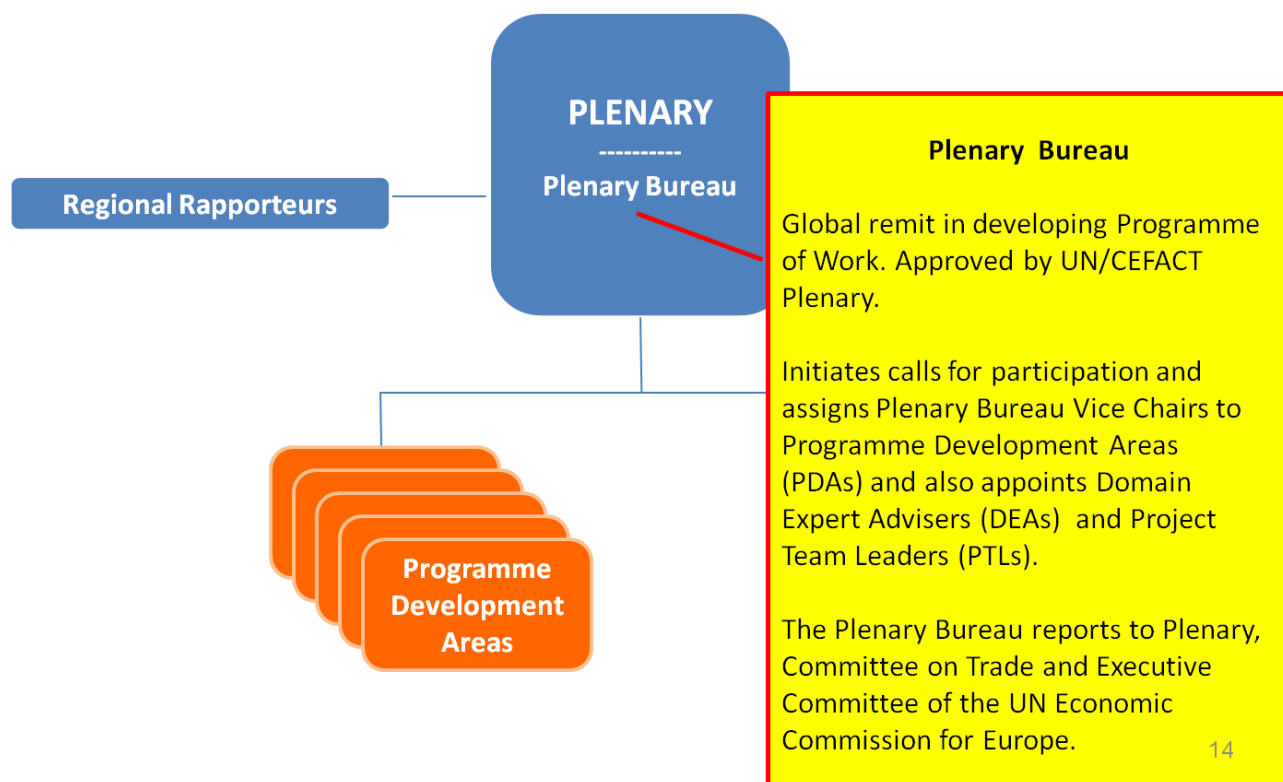 PLENARY
----------
Plenary Bureau
Regional Rapporteurs
Programme
Development
Areas
Plenary Bureau
Global remit in developing Programme
of Work. Approved by UN/CEFACT
Plenary.
Initiates calls for participation and
assigns Plenary Bureau Vice Chairs to
Programme Development Areas
(PDAs) and also appoints Domain
Expert Advisers (DEAs) and Project
Team Leaders (PTLs).
The Plenary Bureau reports to Plenary,
Committee on Trade and Executive
Committee of the UN Economic
Commission for Europe.
14